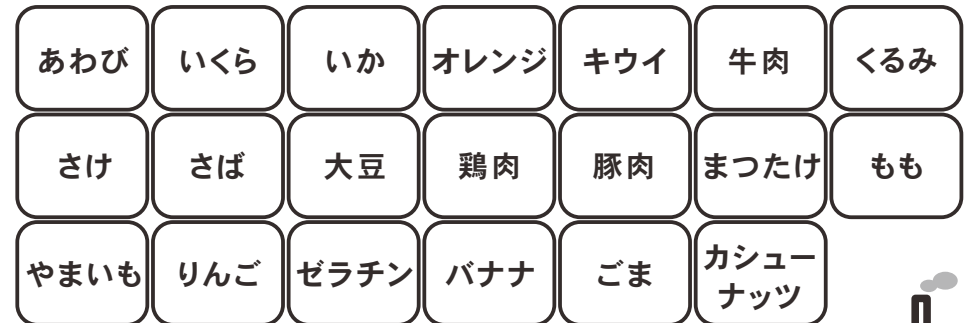 あわび いくら いか オレンジ キウイ 牛肉 くるみ
さけ さば 大豆 鶏肉 豚肉 まつたけ もも
やまいも りんご ゼラチン バナナ ごま カシュー
ナッツ